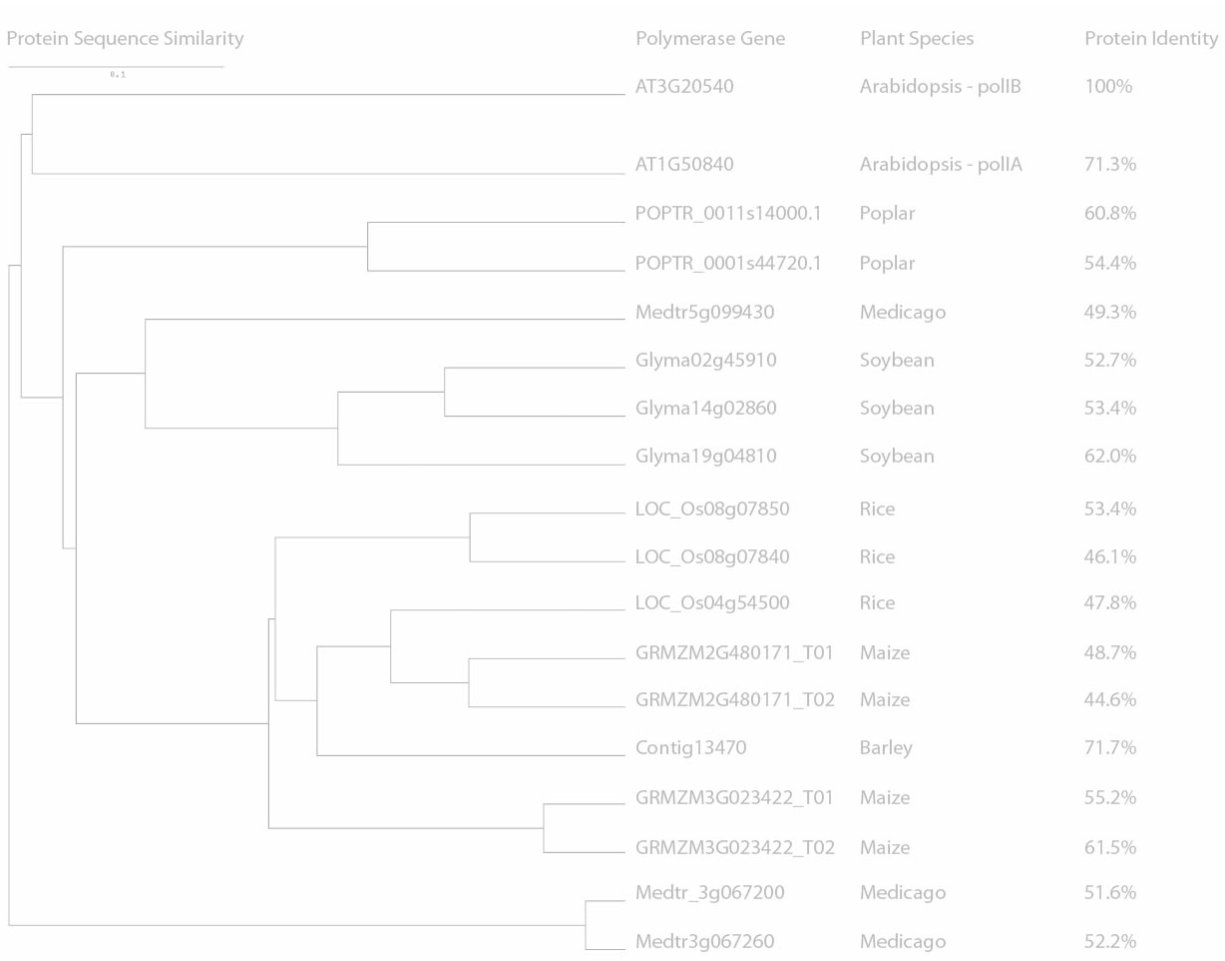 Protein Sequence Similarity Polymerase Gene Plant Species Protein Identity
0.1
AT3G20540 Arabidopsis - polIB 100%
AT1G50840 Arabidopsis - polIA 71.3%
POPTR_0011s14000.1 Poplar 60.8%
POPTR_0001s44720.1 Poplar 54.4%
Medtr5g099430 Medicago 49.3%
Glyma02g45910 Soybean 52.7%
Glyma14g02860 Soybean 53.4%
Glyma19g04810 Soybean 62.0%
LOC_Os08g07850 Rice 53.4%
LOC_Os08g07840 Rice 46.1%
LOC_Os04g54500 Rice 47.8%
GRMZM2G480171_T01 Maize 48.7%
GRMZM2G480171_T02 Maize 44.6%
Contig13470 Barley 71.7%
GRMZM3G023422_T01 Maize 55.2%
GRMZM3G023422_T02 Maize 61.5%
Medtr_3g067200 Medicago 51.6%
Medtr3g067260 Medicago 52.2%